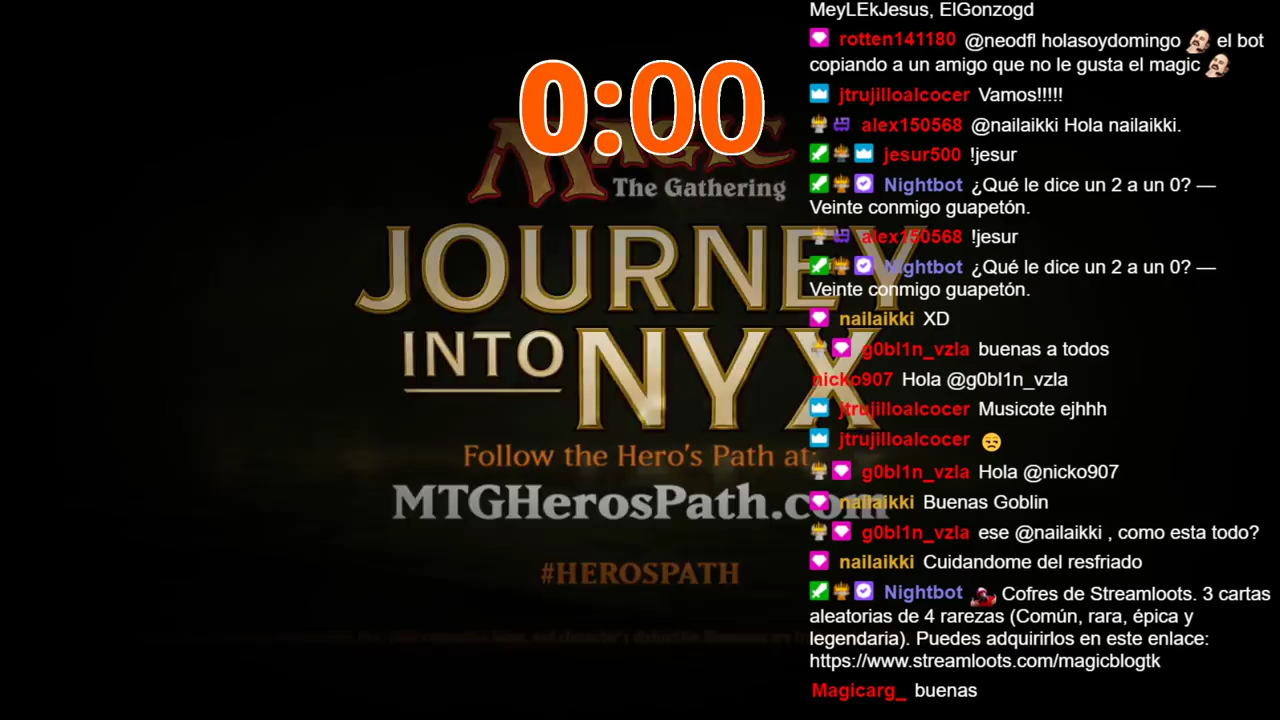 0:00
MAGIC
The Gathering
JOURNEY
INTO NYX
Follow the Hero's Path at:
MTGHerosPath.com
#HEROSPATH
MeyLEkJesus, ElGonzogd
rotten141180 @neodfl holasoydomingo el bot
copiando a un amigo que no le gusta el magic
jtrujilloalcocer Vamos!!!!!
alex150568 @nailaikki Hola nailaikki.
jesur500 !jesur
Nightbot ¿Qué le dice un 2 a un 0? —
Veinte conmigo guapetón.
alex150568 !jesur
Nightbot ¿Qué le dice un 2 a un 0? —
Veinte conmigo guapetón.
nailaikki XD
g0bl1n_vzla buenas a todos
nicko907 Hola @g0bl1n_vzla
jtrujilloalcocer Musicote ejhhh
jtrujilloalcocer 😒
g0bl1n_vzla Hola @nicko907
nailaikki Buenas Goblin
g0bl1n_vzla ese @nailaikki , como esta todo?
nailaikki Cuidandome del resfriado
Nightbot Cofres de Streamloots. 3 cartas
aleatorias de 4 rarezas (Común, rara, épica y
legendaria). Puedes adquirirlos en este enlace:
https://www.streamloots.com/magicblogtk
Magicarg_ buenas